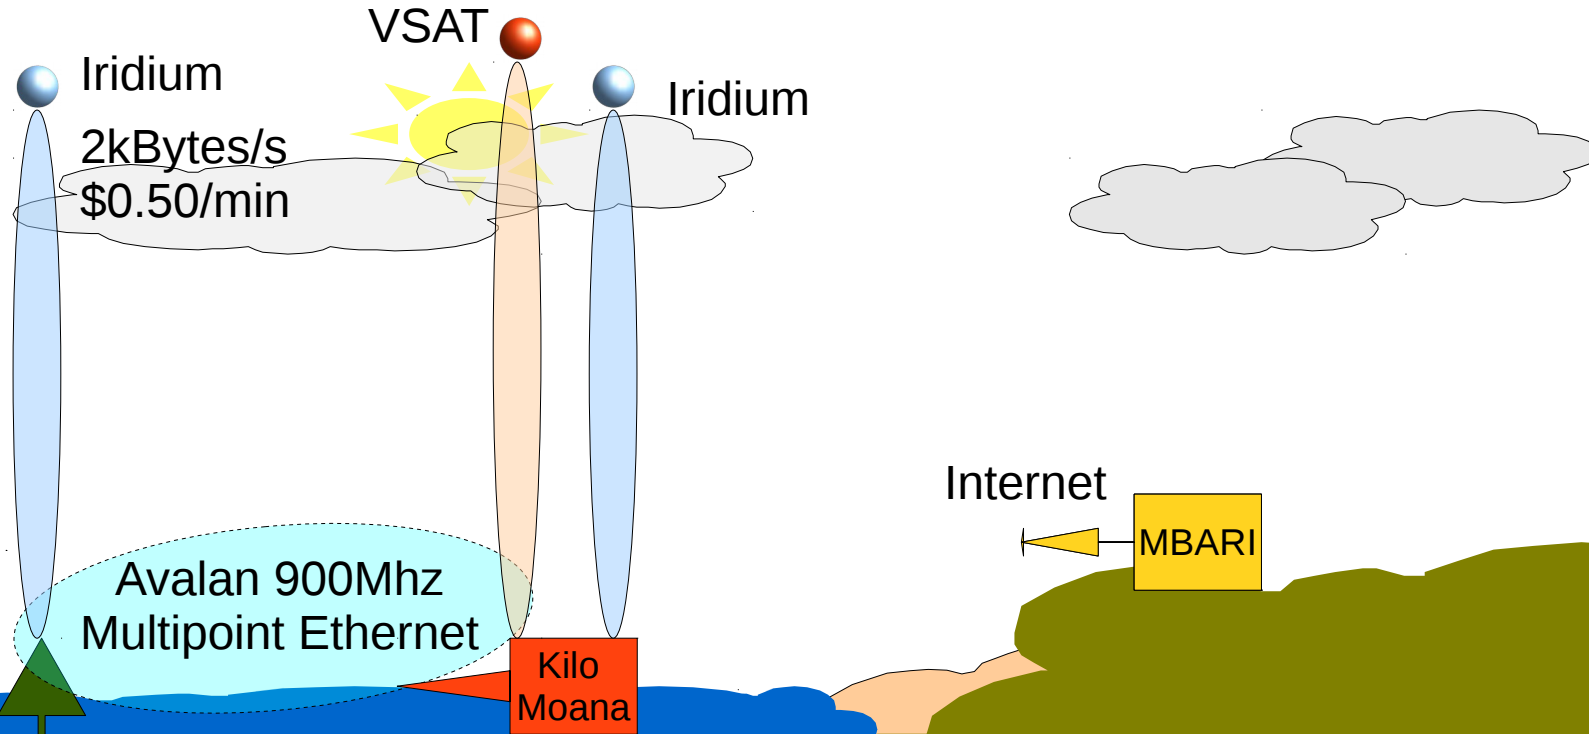 VSAT
Iridium
2kBytes/s
$0.50/min
Iridium
Internet
MBARI
Avalan 900Mhz
Multipoint Ethernet
Kilo
Moana